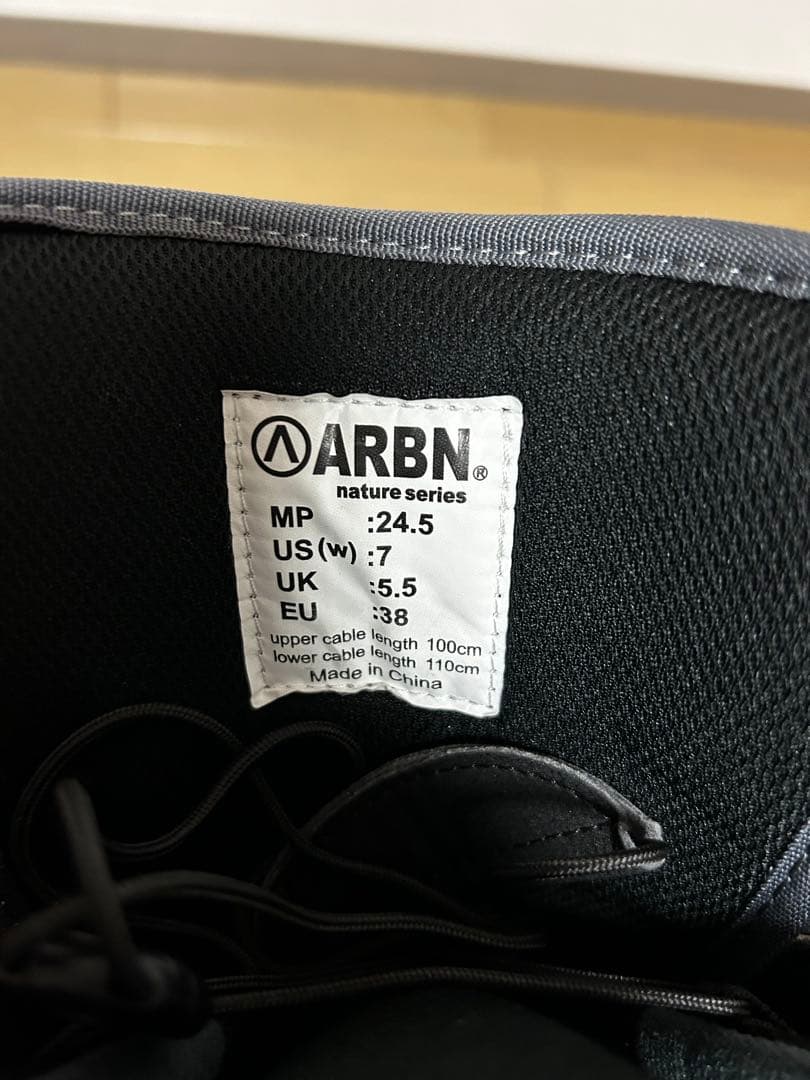 ARBN®
nature series
MP :24.5
US(w) :7
UK :5.5
EU :38
upper cable length 100cm
lower cable length 110cm
Made in China